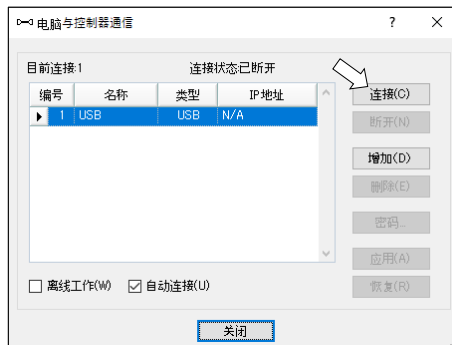 电脑与控制器通信
目前连接:1 连接状态:已断开
编号 名称 类型 IP地址
1 USB USB N/A
连接(C)
断开(N)
增加(D)
删除(E)
密码...
应用(A)
恢复(R)
离线工作(W) 自动连接(U)
关闭